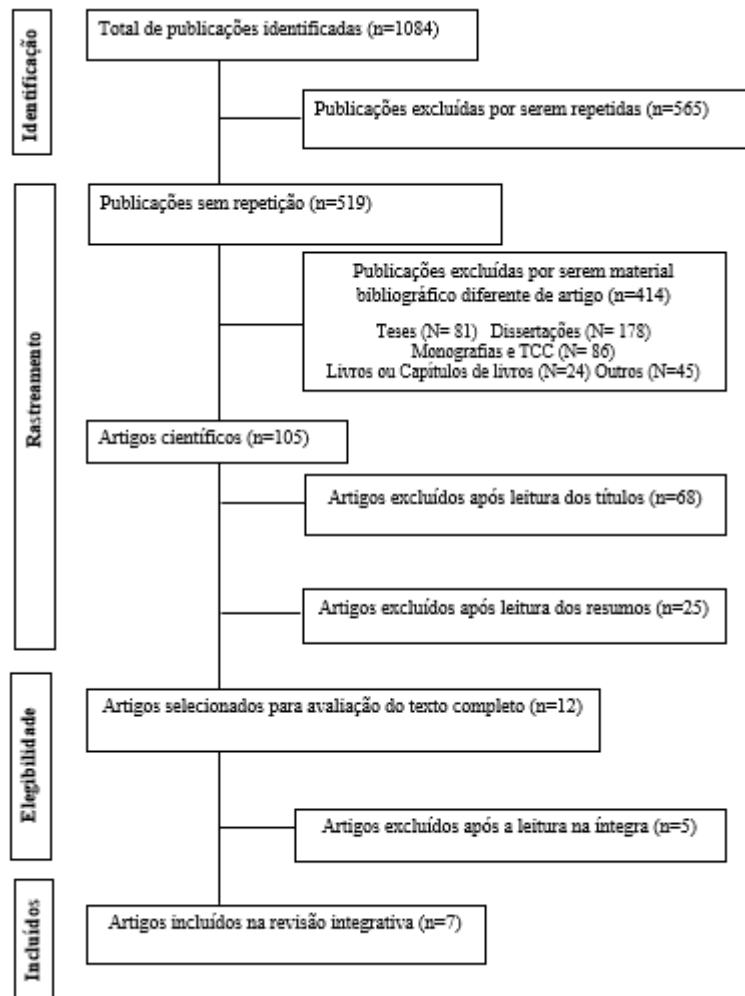 Identificação
Total de publicações identificadas (n=1084)
Publicações excluídas por serem repetidas (n=565)
Rastreamento
Publicações sem repetição (n=519)
Publicações excluídas por serem material
bibliográfico diferente de artigo (n=414)
Teses (N= 81) Dissertações (N= 178)
Monografias e TCC (N= 86)
Livros ou Capítulos de livros (N=24) Outros (N=45)
Artigos científicos (n=105)
Artigos excluídos após leitura dos títulos (n=68)
Artigos excluídos após leitura dos resumos (n=25)
Elegibilidade
Artigos selecionados para avaliação do texto completo (n=12)
Artigos excluídos após a leitura na íntegra (n=5)
Incluídos
Artigos incluídos na revisão integrativa (n=7)